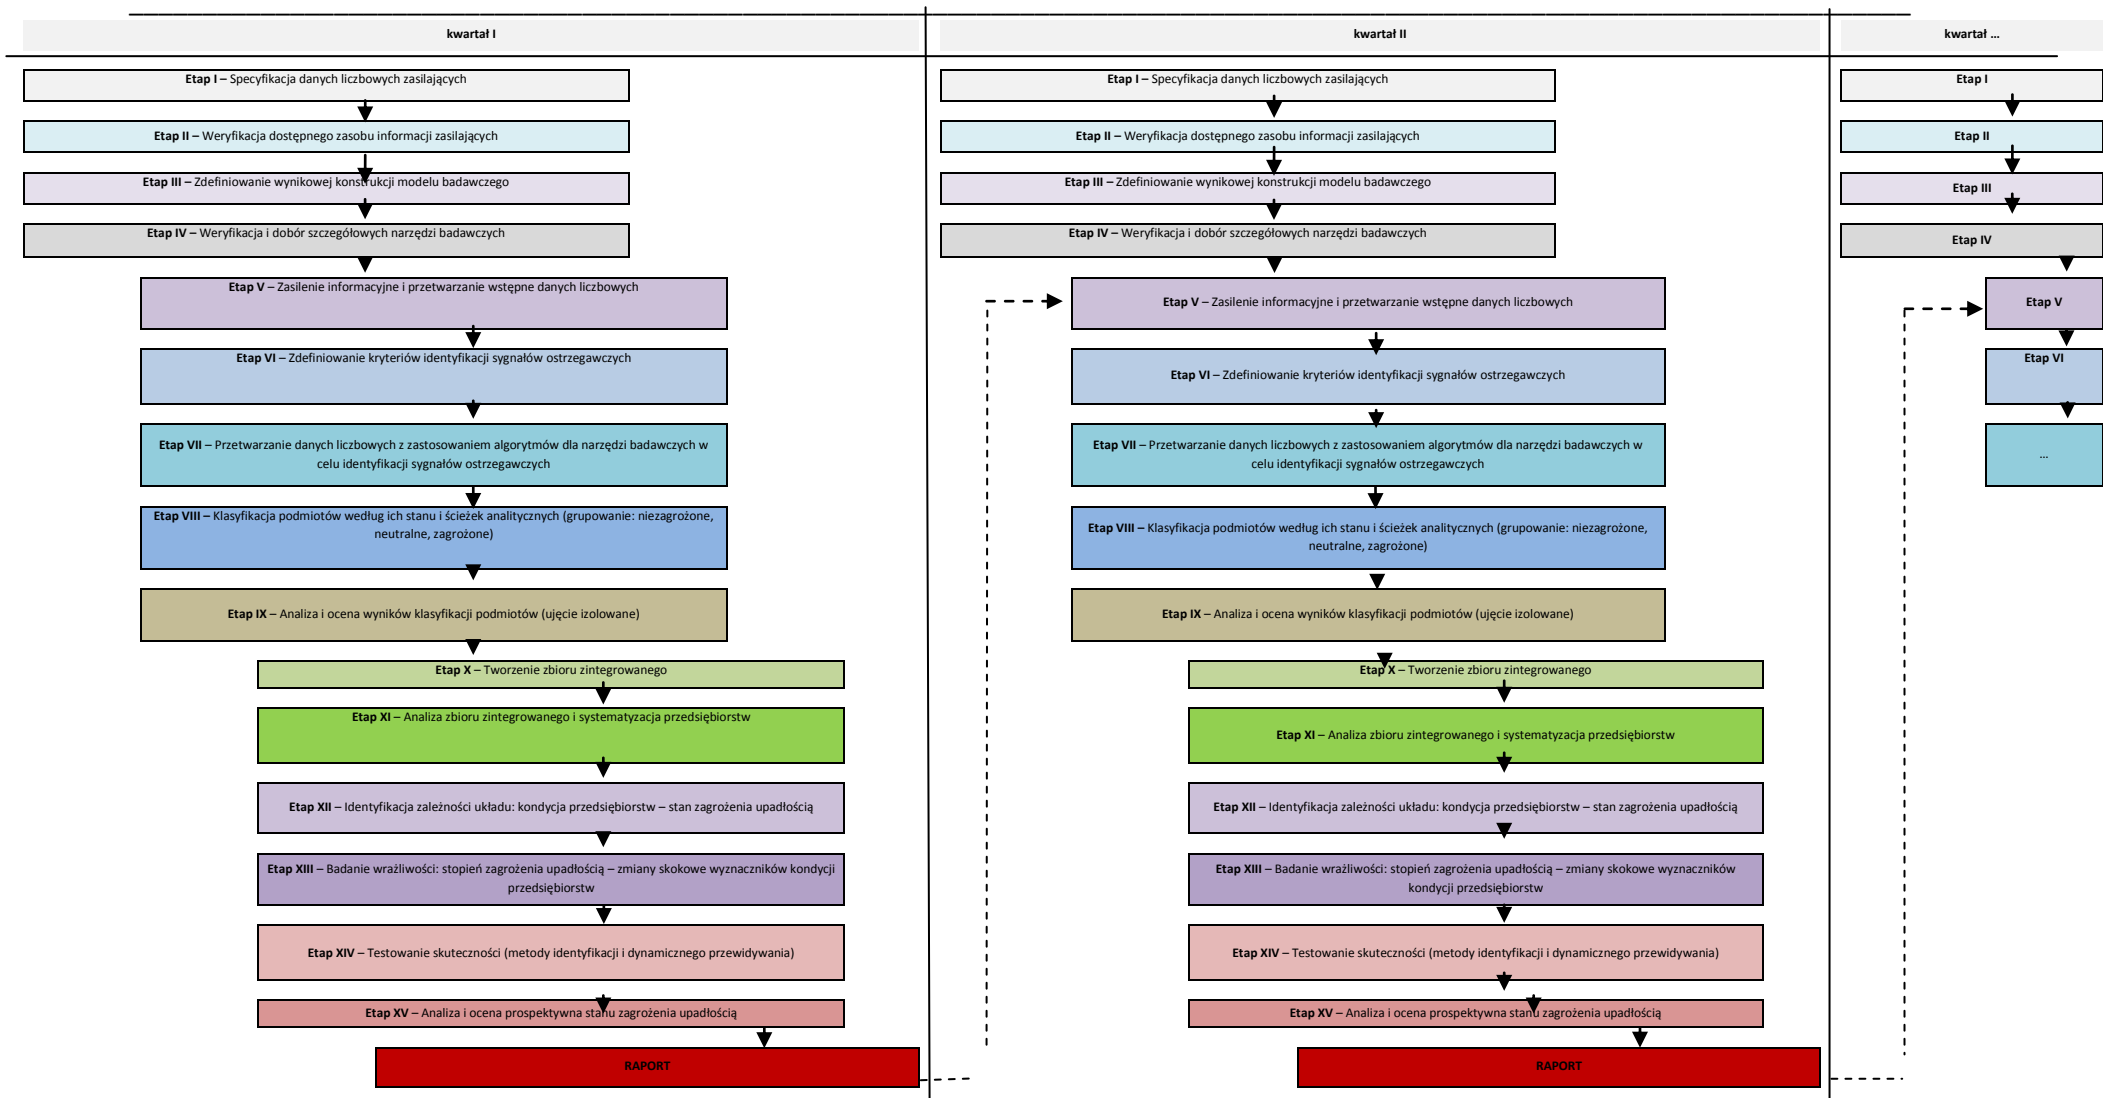 kwartał I
kwartał II
kwartał ...
Etap I – Specyfikacja danych liczbowych zasilających
Etap II – Weryfikacja dostępnego zasobu informacji zasilających
Etap III – Zdefiniowanie wynikowej konstrukcji modelu badawczego
Etap IV – Weryfikacja i dobór szczegółowych narzędzi badawczych
Etap V – Zasilenie informacyjne i przetwarzanie wstępne danych liczbowych
Etap VI – Zdefiniowanie kryteriów identyfikacji sygnałów ostrzegawczych
Etap VII – Przetwarzanie danych liczbowych z zastosowaniem algorytmów dla narzędzi badawczych w
celu identyfikacji sygnałów ostrzegawczych
Etap VIII – Klasyfikacja podmiotów według ich stanu i ścieżek analitycznych (grupowanie: niezagrożone,
neutralne, zagrożone)
Etap IX – Analiza i ocena wyników klasyfikacji podmiotów (ujęcie izolowane)
Etap X – Tworzenie zbioru zintegrowanego
Etap XI – Analiza zbioru zintegrowanego i systematyzacja przedsiębiorstw
Etap XII – Identyfikacja zależności układu: kondycja przedsiębiorstw – stan zagrożenia upadłością
Etap XIII – Badanie wrażliwości: stopień zagrożenia upadłością – zmiany skokowe wyznaczników kondycji
przedsiębiorstw
Etap XIV – Testowanie skuteczności (metody identyfikacji i dynamicznego przewidywania)
Etap XV – Analiza i ocena prospektywna stanu zagrożenia upadłością
RAPORT
Etap I – Specyfikacja danych liczbowych zasilających
Etap II – Weryfikacja dostępnego zasobu informacji zasilających
Etap III – Zdefiniowanie wynikowej konstrukcji modelu badawczego
Etap IV – Weryfikacja i dobór szczegółowych narzędzi badawczych
Etap V – Zasilenie informacyjne i przetwarzanie wstępne danych liczbowych
Etap VI – Zdefiniowanie kryteriów identyfikacji sygnałów ostrzegawczych
Etap VII – Przetwarzanie danych liczbowych z zastosowaniem algorytmów dla narzędzi badawczych w
celu identyfikacji sygnałów ostrzegawczych
Etap VIII – Klasyfikacja podmiotów według ich stanu i ścieżek analitycznych (grupowanie: niezagrożone,
neutralne, zagrożone)
Etap IX – Analiza i ocena wyników klasyfikacji podmiotów (ujęcie izolowane)
Etap X – Tworzenie zbioru zintegrowanego
Etap XI – Analiza zbioru zintegrowanego i systematyzacja przedsiębiorstw
Etap XII – Identyfikacja zależności układu: kondycja przedsiębiorstw – stan zagrożenia upadłością
Etap XIII – Badanie wrażliwości: stopień zagrożenia upadłością – zmiany skokowe wyznaczników
kondycji przedsiębiorstw
Etap XIV – Testowanie skuteczności (metody identyfikacji i dynamicznego przewidywania)
Etap XV – Analiza i ocena prospektywna stanu zagrożenia upadłością
RAPORT
Etap I
Etap II
Etap III
Etap IV
Etap V
Etap VI
...